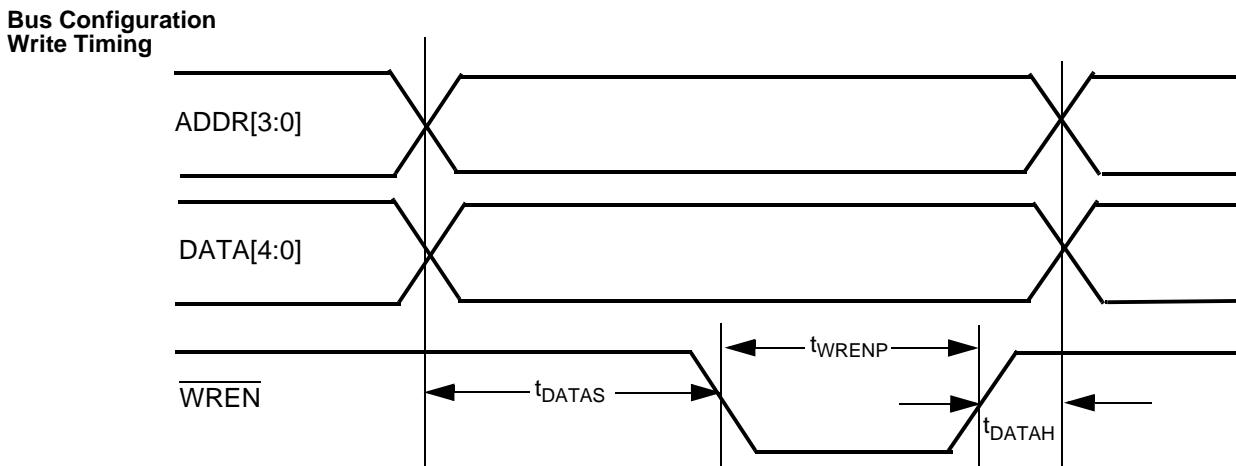 Bus Configuration
Write Timing
ADDR[3:0]
DATA[4:0]
tWRENP
WREN
tDATAS
tDATAH